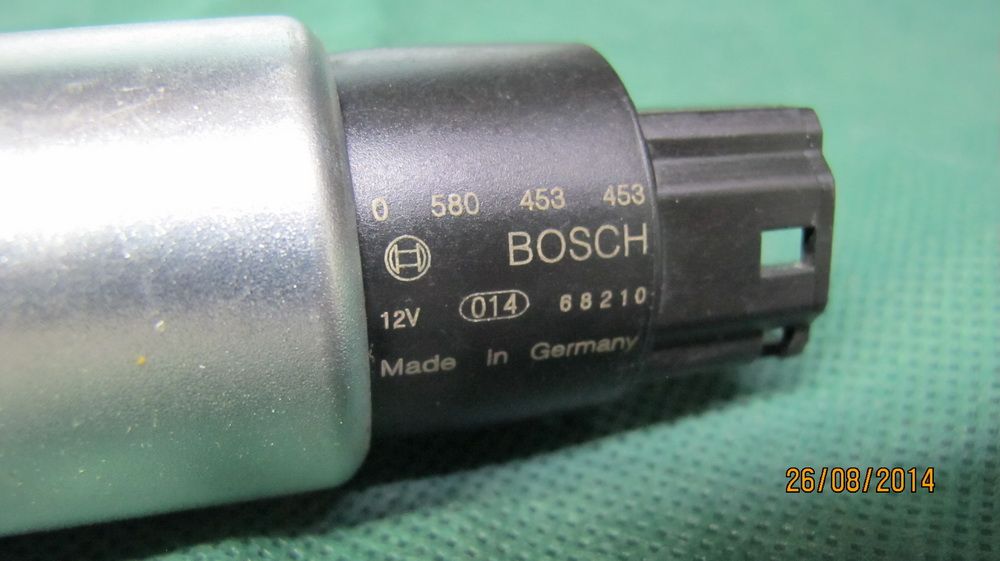 0 580 453 453
BOSCH
12V 014 68210
Made in Germany
26/08/2014